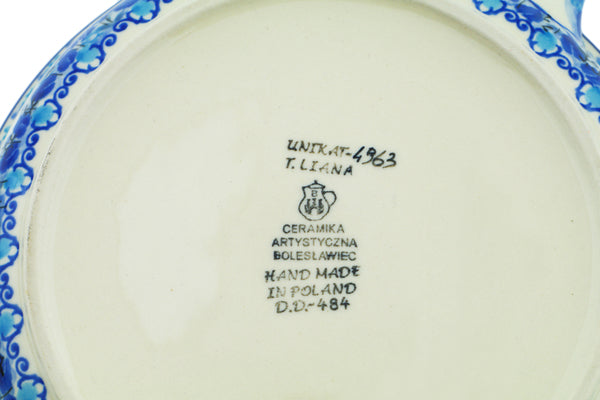 UNIKAT-4963
T. LIANA
CERAMIKA
ARTYSTYCZNA
BOLESŁAWIEC
HAND MADE
IN POLAND
D.D.-484